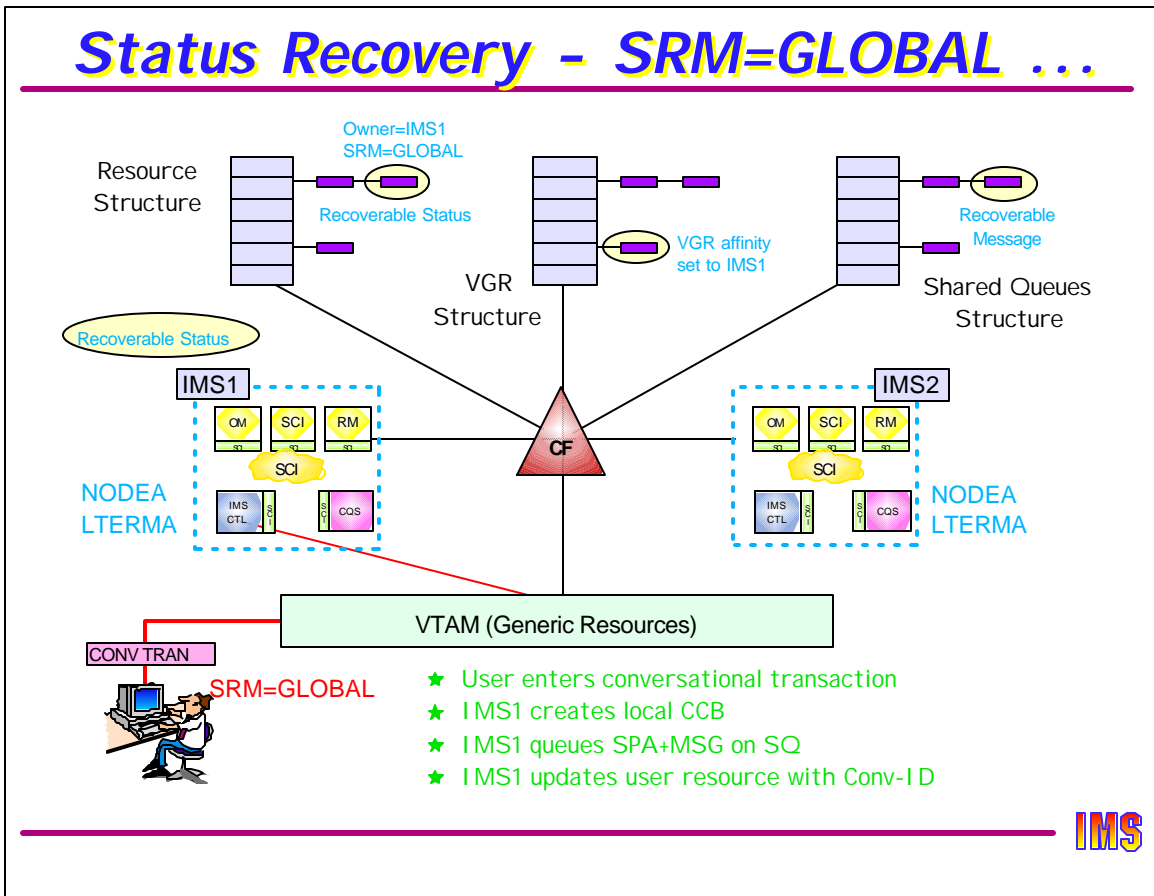 Status Recovery - SRM=GLOBAL ...
Owner=IMS1
SRM=GLOBAL
Resource
Structure
Recoverable Status
VGR affinity
set to IMS1
VGR
Structure
Recoverable
Message
Shared Queues
Structure
Recoverable Status
IMS1
IMS2
OM
SCI
RM
SCI
CF
OM
SCI
RM
SCI
NODEA
LTERMA
IMS
CTL
SCI
SCI
CQS
IMS
CTL
SCI
SCI
CQS
NODEA
LTERMA
VTAM (Generic Resources)
CONV TRAN
SRM=GLOBAL
★ User enters conversational transaction
★ IMS1 creates local CCB
★ IMS1 queues SPA+MSG on SQ
★ IMS1 updates user resource with Conv-ID
IMS